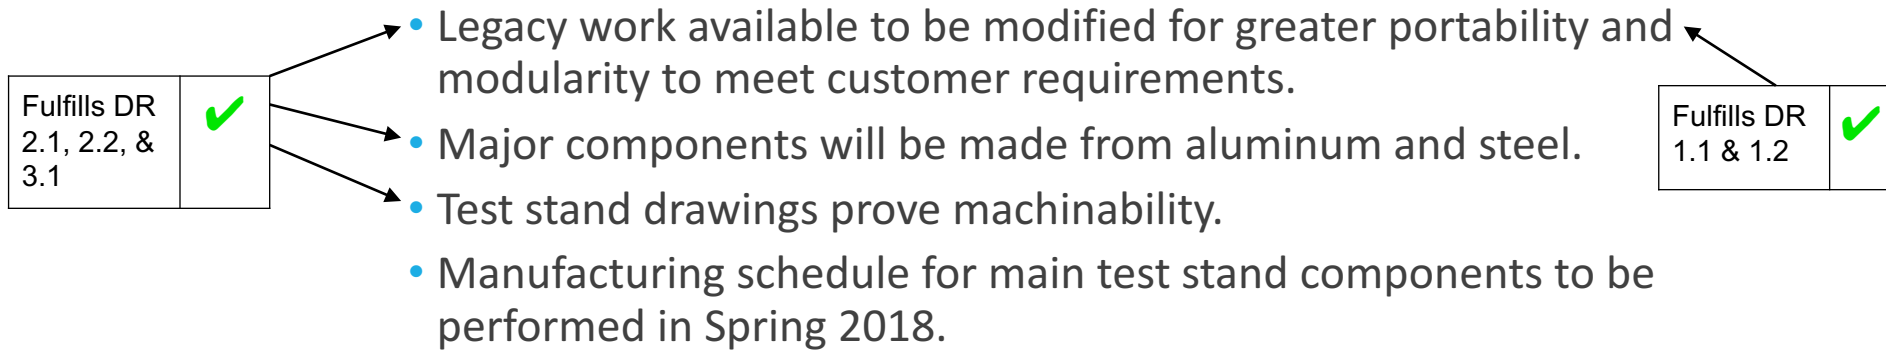 • Legacy work available to be modified for greater portability and
modularity to meet customer requirements.
Fulfills DR
2.1, 2.2, &
3.1
✔
• Major components will be made from aluminum and steel.
Fulfills DR
1.1 & 1.2
✔
• Test stand drawings prove machinability.
• Manufacturing schedule for main test stand components to be
performed in Spring 2018.